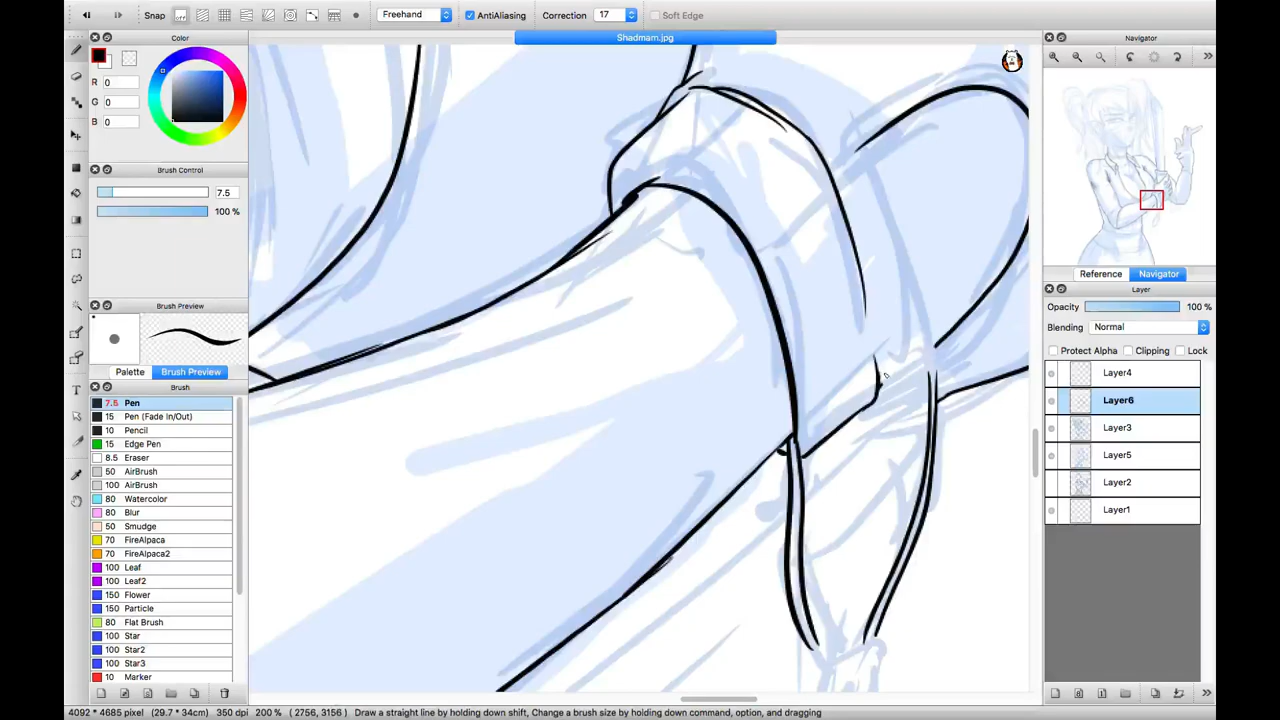 Snap
Freehand
AntiAliasing
Correction
17
Soft Edge
Shadmam.jpg
Color
R 0
G 0
B 0
Brush Control
7.5
100 %
Brush Preview
Palette
Brush Preview
Brush
7.5 Pen
15 Pen (Fade In/Out)
10 Pencil
15 Edge Pen
8.5 Eraser
50 AirBrush
100 AirBrush
80 Watercolor
80 Blur
50 Smudge
70 FireAlpaca
70 FireAlpaca2
100 Leaf
100 Leaf2
150 Flower
150 Particle
80 Flat Brush
100 Star
100 Star2
100 Star3
10 Marker
Navigator
Reference
Navigator
Layer
Opacity 100 %
Blending Normal
Protect Alpha
Clipping
Lock
Layer4
Layer6
Layer3
Layer5
Layer2
Layer1
4092 * 4685 pixel (29.7 * 34cm) 350 dpi 200 % ( 2756, 3156 ) Draw a straight line by holding down shift, Change a brush size by holding down command, option, and dragging